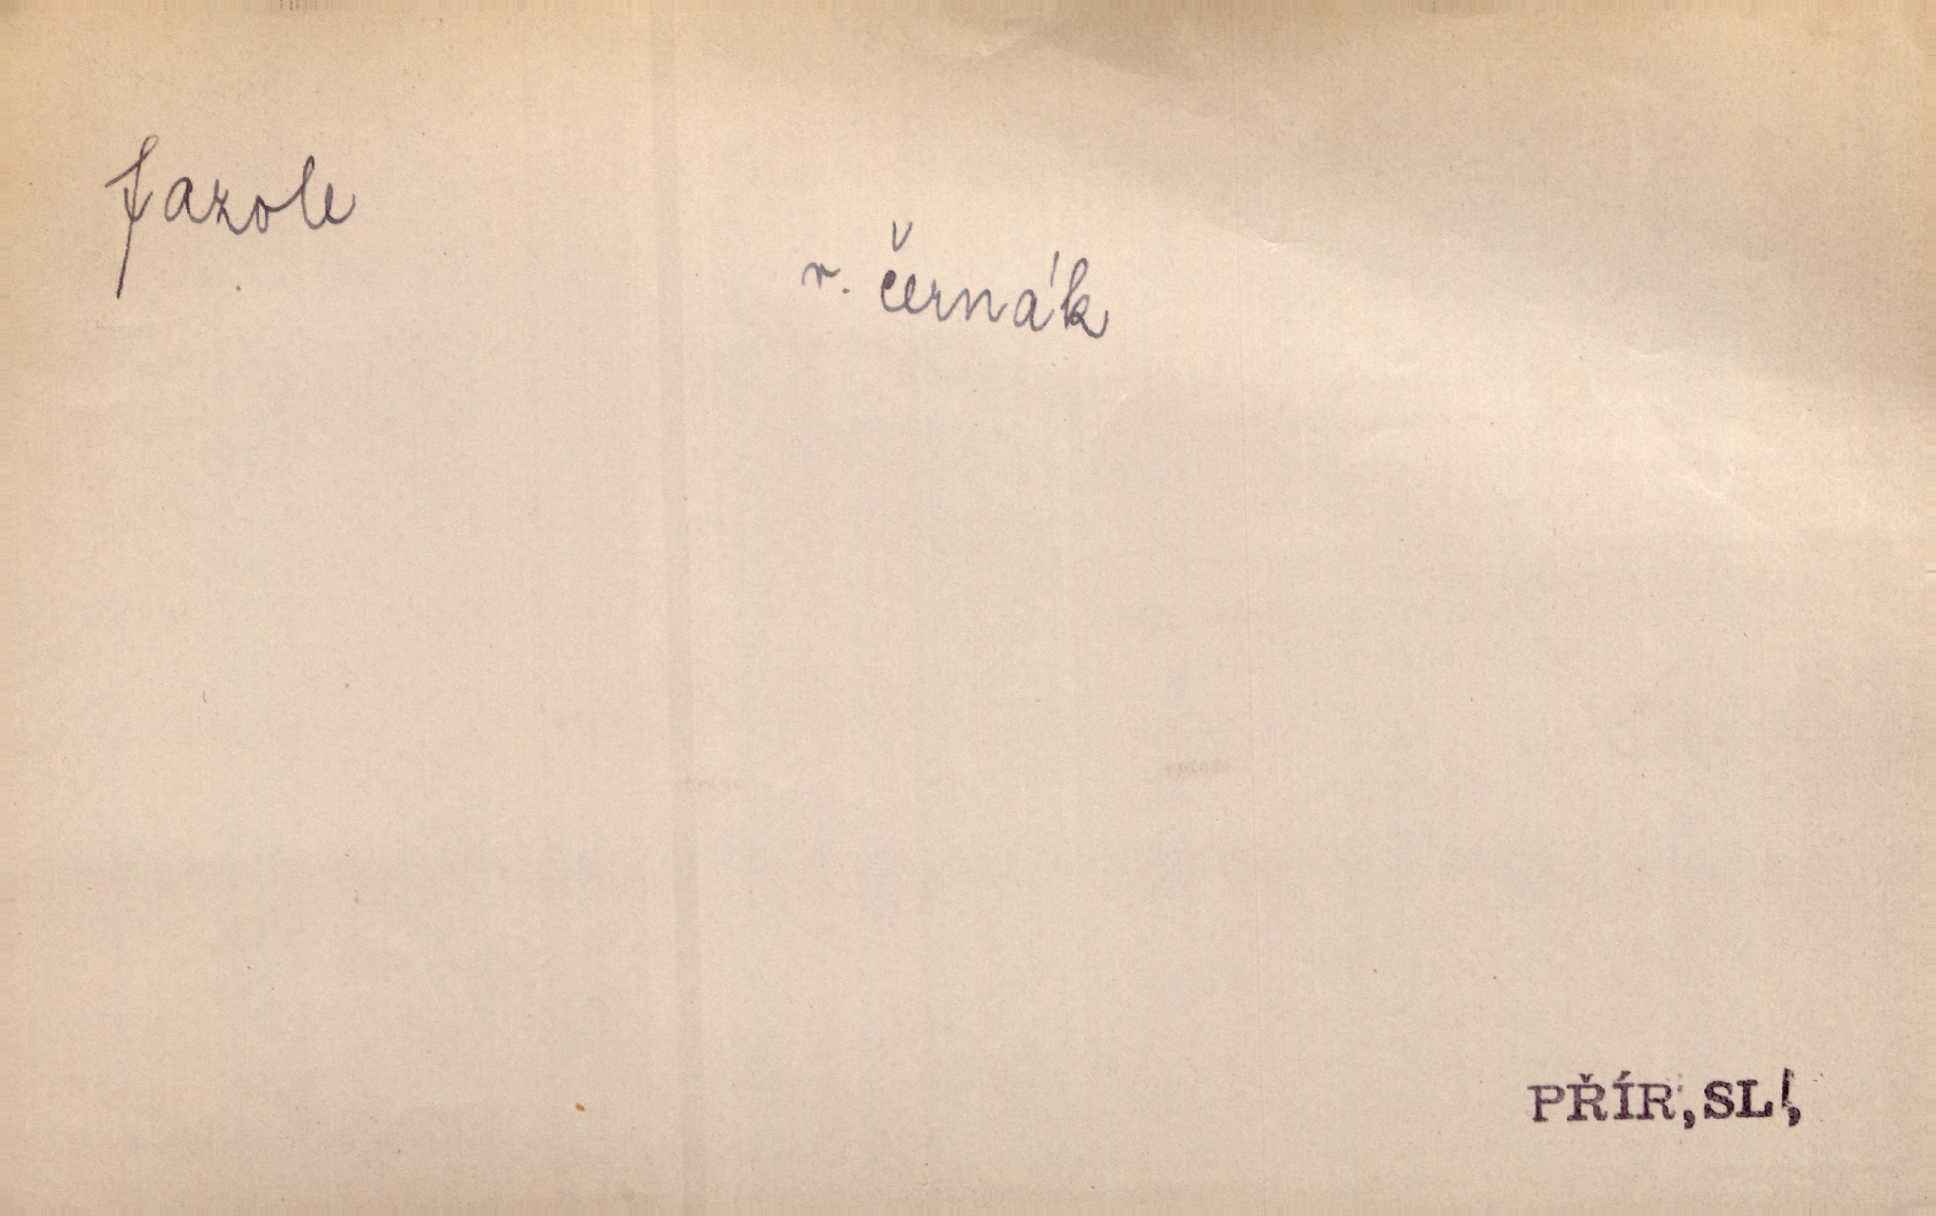 fazole
v. černák
PŘÍR, SL,